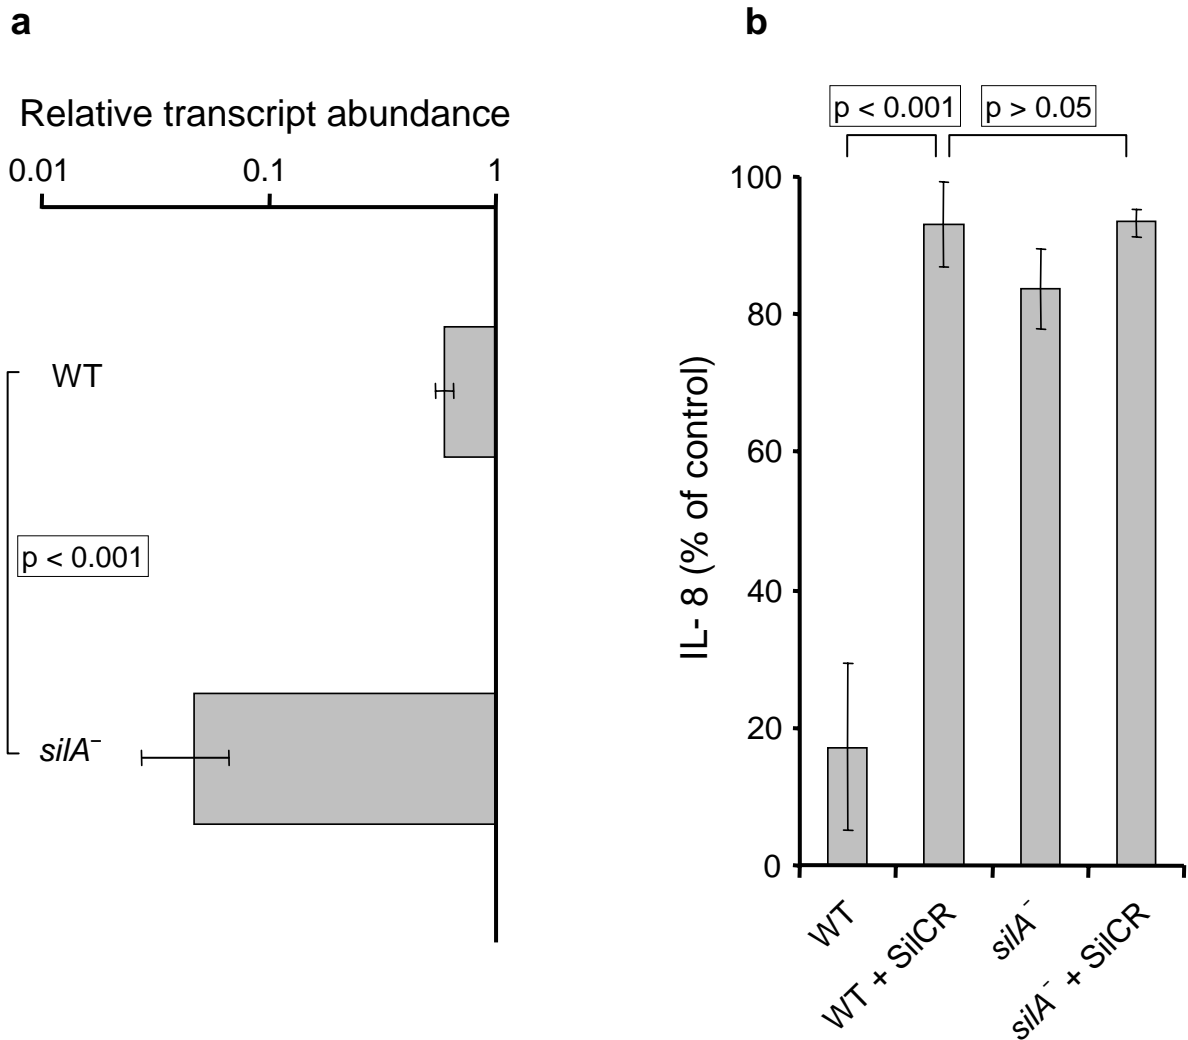 a
Relative transcript abundance
0.01 0.1 1
WT
p < 0.001
silA⁻
b
p < 0.001 p > 0.05
IL- 8 (% of control)
100
80
60
40
20
0
WT
WT + SilCR
silA⁻
silA⁻ + SilCR